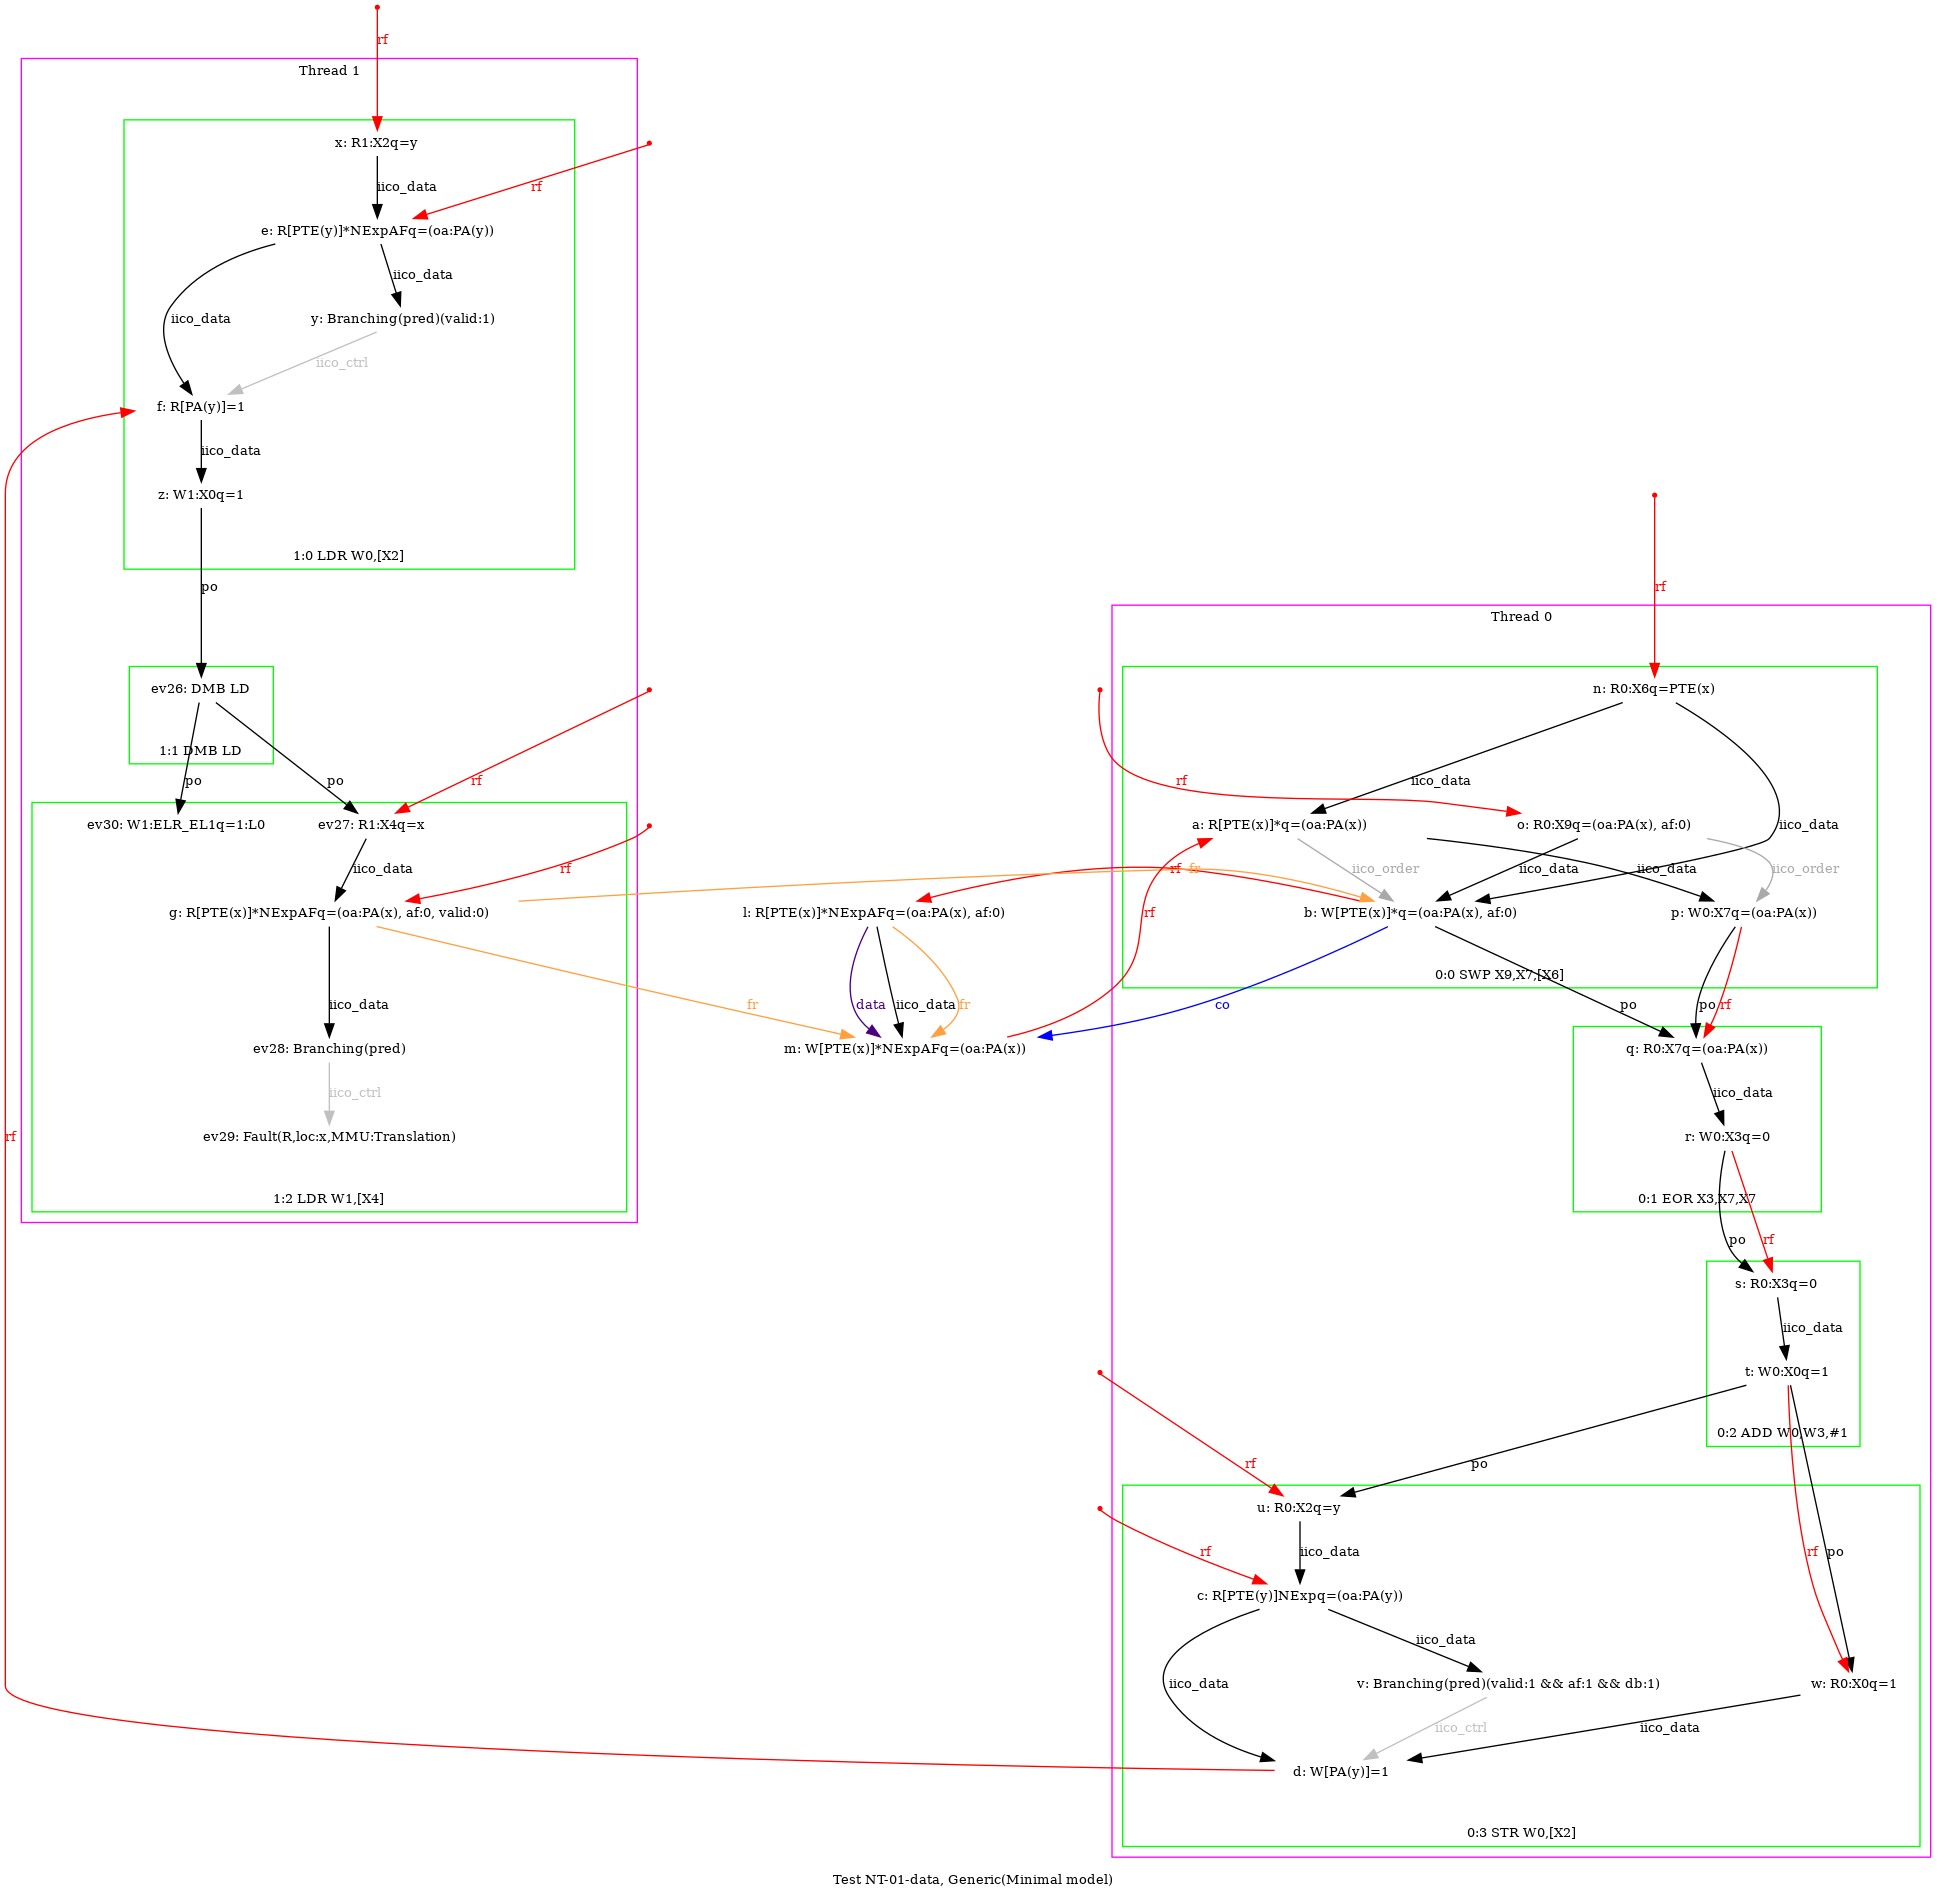 rf
Thread 1
x: R1:X2q=y
iico_data
rf
e: R[PTE(y)]*NExpAFq=(oa:PA(y))
iico_data
iico_data
y: Branching(pred)(valid:1)
iico_ctrl
f: R[PA(y)]=1
iico_data
z: W1:X0q=1
1:0 LDR W0,[X2]
po
ev26: DMB LD
1:1 DMB LD
po
po
rf
ev30: W1:ELR_EL1q=1:L0
ev27: R1:X4q=x
iico_data
rf
g: R[PTE(x)]*NExpAFq=(oa:PA(x), af:0, valid:0)
iico_data
fr
ev28: Branching(pred)
iico_ctrl
ev29: Fault(R,loc:x,MMU:Translation)
1:2 LDR W1,[X4]
rf
l: R[PTE(x)]*NExpAFq=(oa:PA(x), af:0)
data
iico_data
fr
m: W[PTE(x)]*NExpAFq=(oa:PA(x))
rf
fr
rf
co
rf
Thread 0
n: R0:X6q=PTE(x)
rf
iico_data
a: R[PTE(x)]*q=(oa:PA(x))
o: R0:X9q=(oa:PA(x), af:0)
iico_data
iico_order
iico_data
iico_data
iico_order
b: W[PTE(x)]*q=(oa:PA(x), af:0)
p: W0:X7q=(oa:PA(x))
0:0 SWP X9,X7,[X6]
po
po
rf
q: R0:X7q=(oa:PA(x))
iico_data
r: W0:X3q=0
0:1 EOR X3,X7,X7
po
rf
s: R0:X3q=0
iico_data
t: W0:X0q=1
0:2 ADD W0,W3,#1
rf
po
u: R0:X2q=y
rf
iico_data
rf
po
c: R[PTE(y)]NExpq=(oa:PA(y))
iico_data
iico_data
v: Branching(pred)(valid:1 && af:1 && db:1)
w: R0:X0q=1
iico_ctrl
iico_data
d: W[PA(y)]=1
0:3 STR W0,[X2]
Test NT-01-data, Generic(Minimal model)